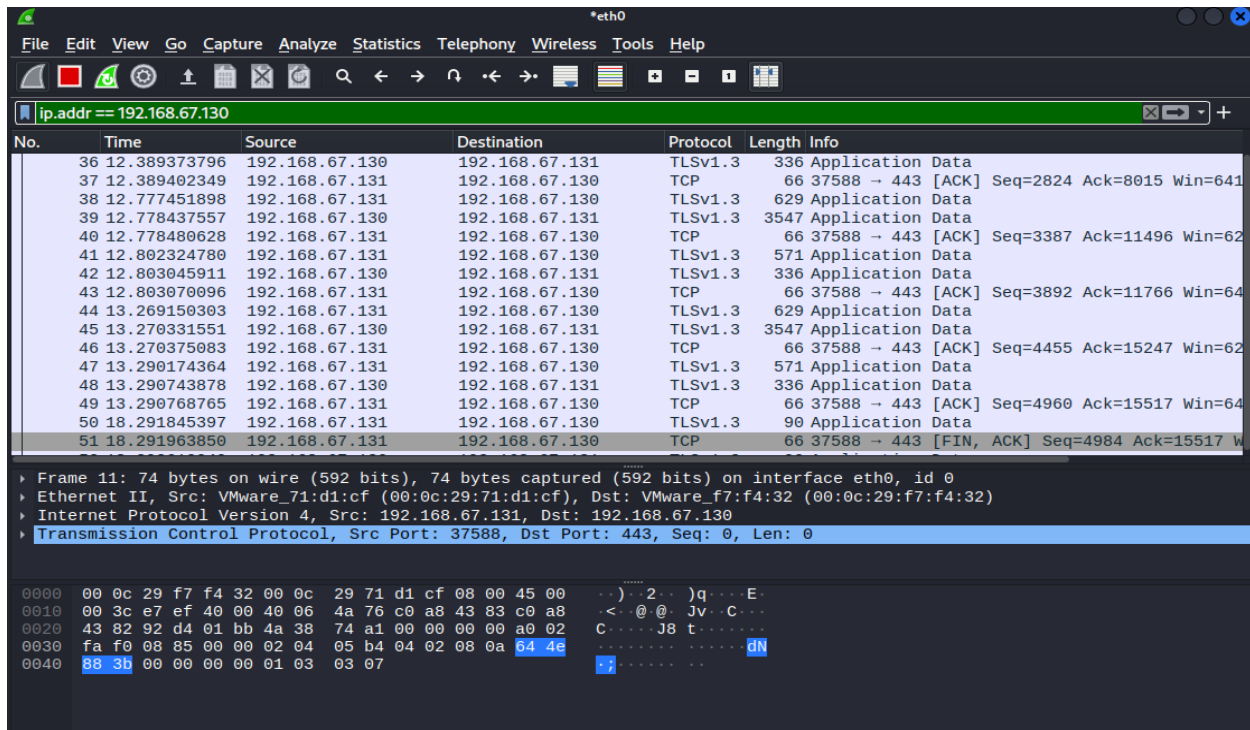 *eth0
File Edit View Go Capture Analyze Statistics Telephony Wireless Tools Help
ip.addr == 192.168.67.130
No. Time Source Destination Protocol Length Info
36 12.389373796 192.168.67.130 192.168.67.131 TLSv1.3 336 Application Data
37 12.389402349 192.168.67.131 192.168.67.130 TCP 66 37588 → 443 [ACK] Seq=2824 Ack=8015 Win=641
38 12.777451898 192.168.67.131 192.168.67.130 TLSv1.3 629 Application Data
39 12.778437557 192.168.67.130 192.168.67.131 TLSv1.3 3547 Application Data
40 12.778480628 192.168.67.131 192.168.67.130 TCP 66 37588 → 443 [ACK] Seq=3387 Ack=11496 Win=62
41 12.802324780 192.168.67.131 192.168.67.130 TLSv1.3 571 Application Data
42 12.803045911 192.168.67.130 192.168.67.131 TLSv1.3 336 Application Data
43 12.803070096 192.168.67.131 192.168.67.130 TCP 66 37588 → 443 [ACK] Seq=3892 Ack=11766 Win=64
44 13.269150303 192.168.67.131 192.168.67.130 TLSv1.3 629 Application Data
45 13.270331551 192.168.67.130 192.168.67.131 TLSv1.3 3547 Application Data
46 13.270375083 192.168.67.131 192.168.67.130 TCP 66 37588 → 443 [ACK] Seq=4455 Ack=15247 Win=62
47 13.290174364 192.168.67.131 192.168.67.130 TLSv1.3 571 Application Data
48 13.290743878 192.168.67.130 192.168.67.131 TLSv1.3 336 Application Data
49 13.290768765 192.168.67.131 192.168.67.130 TCP 66 37588 → 443 [ACK] Seq=4960 Ack=15517 Win=64
50 18.291845397 192.168.67.131 192.168.67.130 TLSv1.3 90 Application Data
51 18.291963850 192.168.67.131 192.168.67.130 TCP 66 37588 → 443 [FIN, ACK] Seq=4984 Ack=15517 W
Frame 11: 74 bytes on wire (592 bits), 74 bytes captured (592 bits) on interface eth0, id 0
Ethernet II, Src: VMware_71:d1:cf (00:0c:29:71:d1:cf), Dst: VMware_f7:f4:32 (00:0c:29:f7:f4:32)
Internet Protocol Version 4, Src: 192.168.67.131, Dst: 192.168.67.130
Transmission Control Protocol, Src Port: 37588, Dst Port: 443, Seq: 0, Len: 0
0000 00 0c 29 f7 f4 32 00 0c 29 71 d1 cf 08 00 45 00 ··)··2·· )q····E·
0010 00 3c e7 ef 40 00 40 06 4a 76 c0 a8 43 83 c0 a8 ·<··@·@· Jv··C···
0020 43 82 92 d4 01 bb 4a 38 74 a1 00 00 00 00 a0 02 C·····J8 t·······
0030 fa f0 08 85 00 00 02 04 05 b4 04 02 08 0a 64 4e ········ ······dN
0040 88 3b 00 00 00 00 01 03 03 07 ·;······ ··